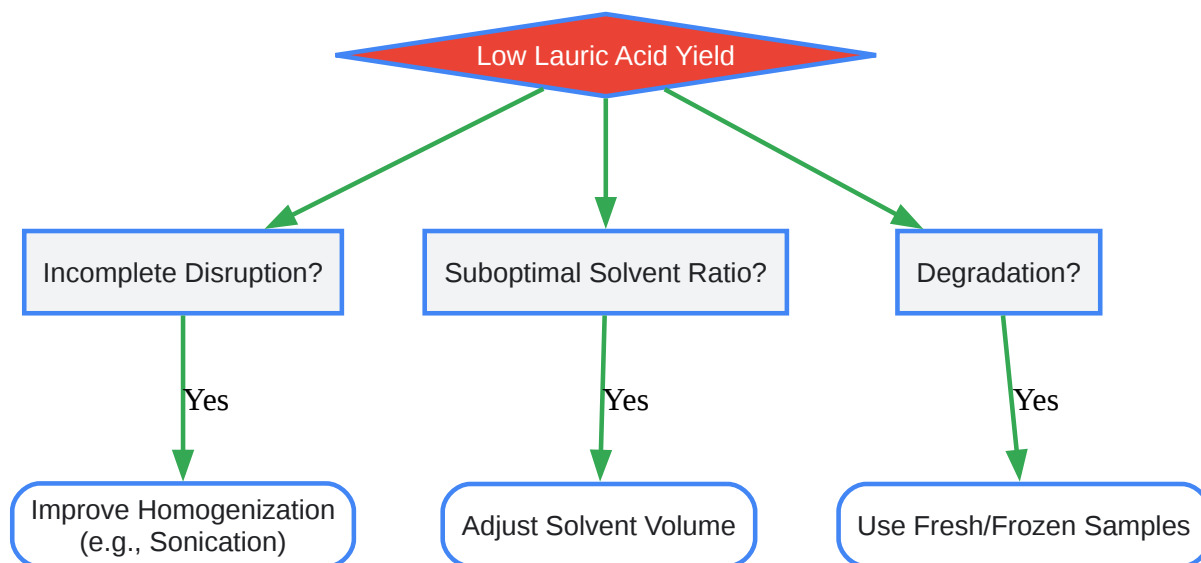 Low Lauric Acid Yield
Incomplete Disruption?
Suboptimal Solvent Ratio?
Degradation?
Yes
Yes
Yes
Improve Homogenization
(e.g., Sonication)
Adjust Solvent Volume
Use Fresh/Frozen Samples